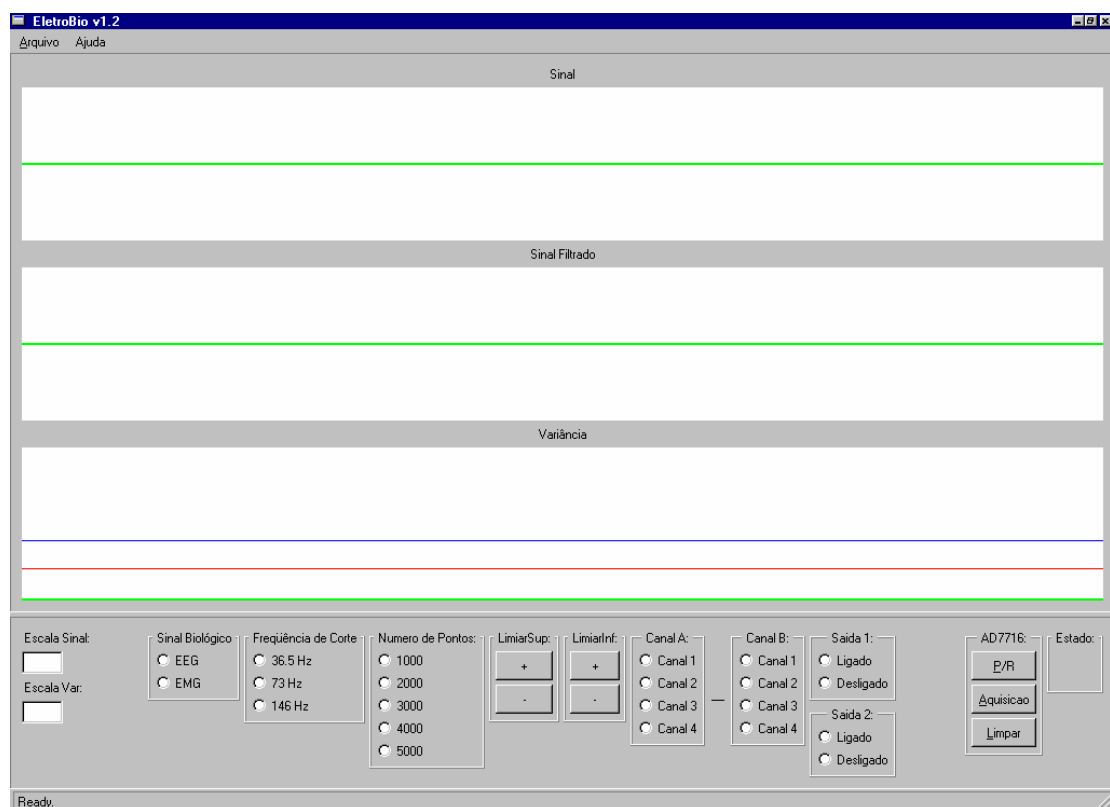 EletroBio v1.2
Arquivo Ajuda
Sinal
Sinal Filtrado
Variância
Escala Sinal:
Escala Var:
Sinal Biológico
EEG
EMG
Freqüência de Corte
36.5 Hz
73 Hz
146 Hz
Numero de Pontos:
1000
2000
3000
4000
5000
LimiarSup:
+
-
LimiarInf:
+
-
Canal A:
Canal 1
Canal 2
Canal 3
Canal 4
—
Canal B:
Canal 1
Canal 2
Canal 3
Canal 4
Saida 1:
Ligado
Desligado
Saida 2:
Ligado
Desligado
AD7716:
P/R
Aquisicao
Limpar
Estado:
Ready.